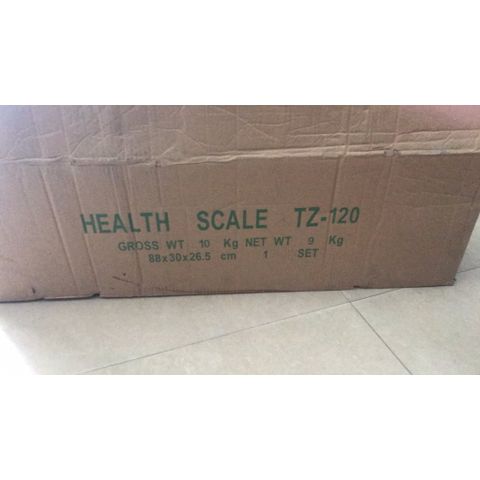 HEALTH SCALE TZ-120
GROSS WT 10 Kg NET WT 9 Kg
88x30x26.5 cm 1 SET